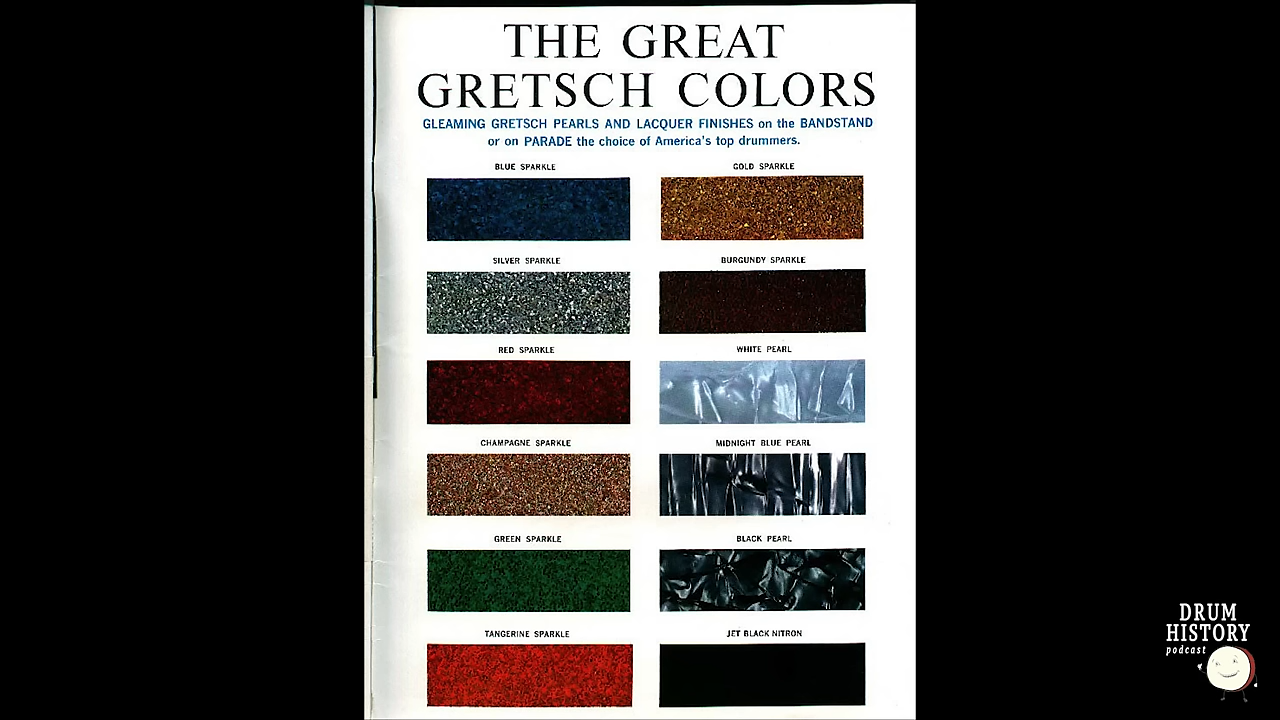 THE GREAT
GRETSCH COLORS
GLEAMING GRETSCH PEARLS AND LACQUER FINISHES on the BANDSTAND
or on PARADE the choice of America's top drummers.
BLUE SPARKLE
GOLD SPARKLE
SILVER SPARKLE
BURGUNDY SPARKLE
RED SPARKLE
WHITE PEARL
CHAMPAGNE SPARKLE
MIDNIGHT BLUE PEARL
GREEN SPARKLE
BLACK PEARL
TANGERINE SPARKLE
JET BLACK NITRON
DRUM
HISTORY
podcast